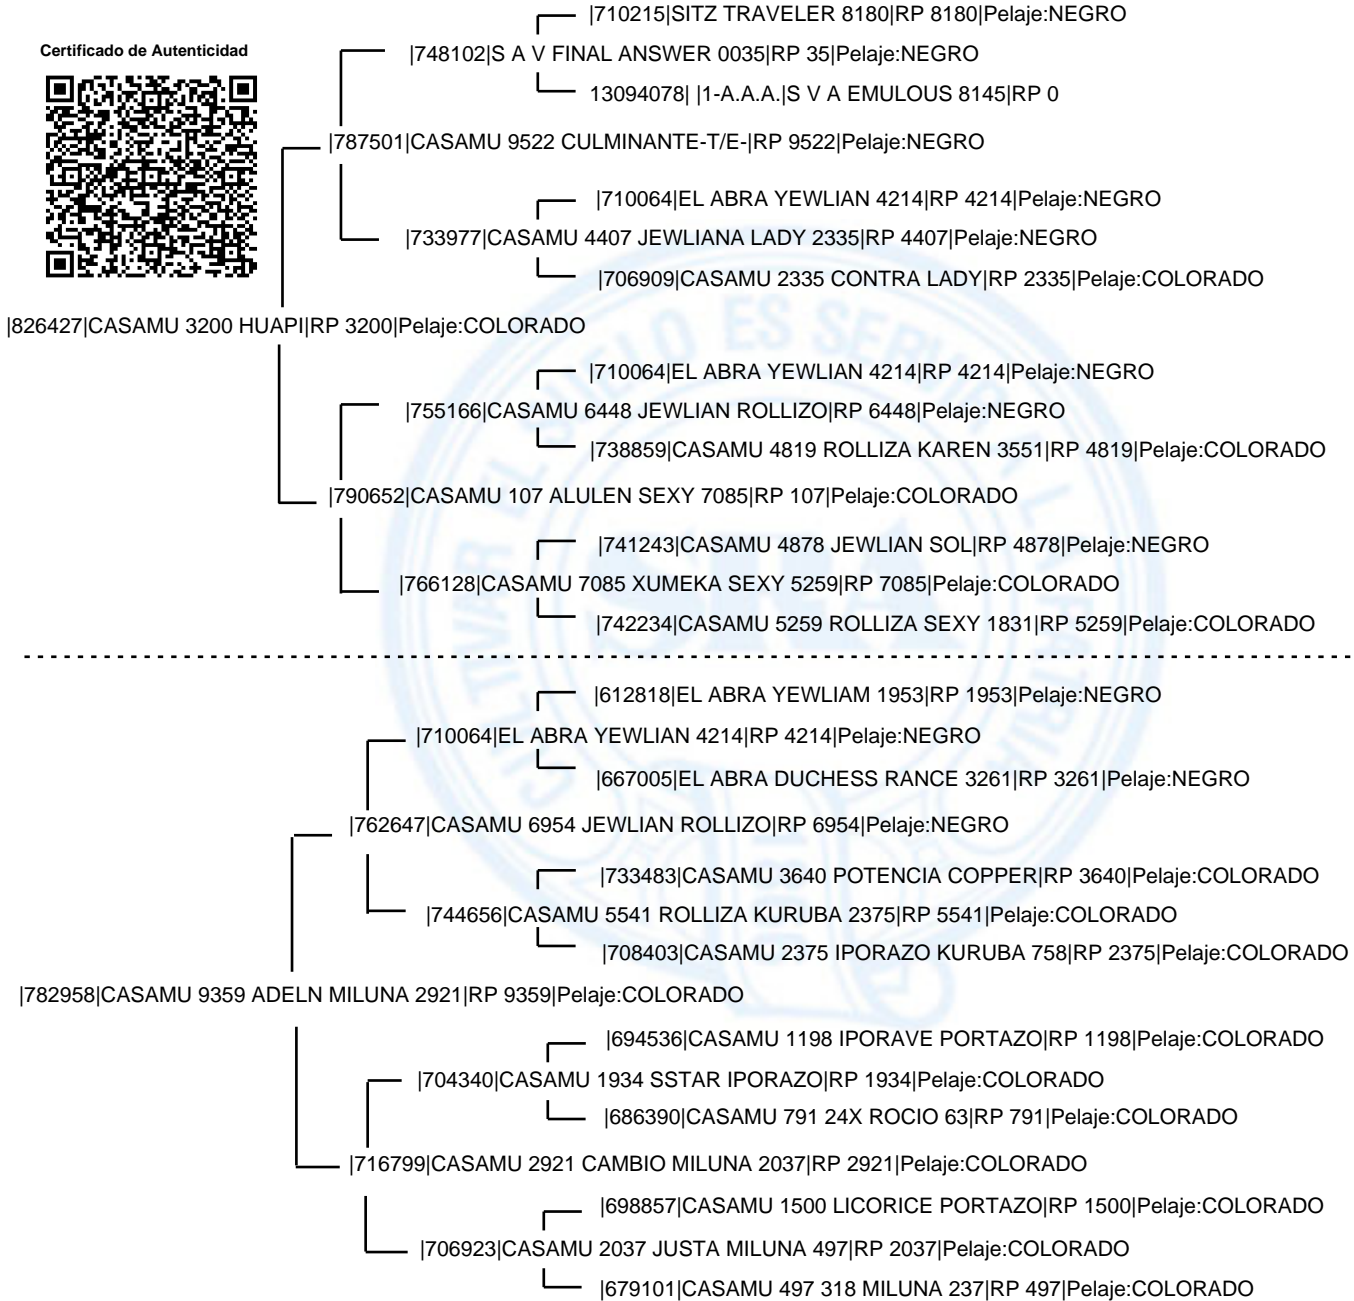 |710215|SITZ TRAVELER 8180|RP 8180|Pelaje:NEGRO
Certificado de Autenticidad
|748102|S A V FINAL ANSWER 0035|RP 35|Pelaje:NEGRO
13094078| |1-A.A.A.|S V A EMULOUS 8145|RP 0
|787501|CASAMU 9522 CULMINANTE-T/E-|RP 9522|Pelaje:NEGRO
|710064|EL ABRA YEWLIAN 4214|RP 4214|Pelaje:NEGRO
|733977|CASAMU 4407 JEWLIANA LADY 2335|RP 4407|Pelaje:NEGRO
|706909|CASAMU 2335 CONTRA LADY|RP 2335|Pelaje:COLORADO
|826427|CASAMU 3200 HUAPI|RP 3200|Pelaje:COLORADO
|710064|EL ABRA YEWLIAN 4214|RP 4214|Pelaje:NEGRO
|755166|CASAMU 6448 JEWLIAN ROLLIZO|RP 6448|Pelaje:NEGRO
|738859|CASAMU 4819 ROLLIZA KAREN 3551|RP 4819|Pelaje:COLORADO
|790652|CASAMU 107 ALULEN SEXY 7085|RP 107|Pelaje:COLORADO
|741243|CASAMU 4878 JEWLIAN SOL|RP 4878|Pelaje:NEGRO
|766128|CASAMU 7085 XUMEKA SEXY 5259|RP 7085|Pelaje:COLORADO
|742234|CASAMU 5259 ROLLIZA SEXY 1831|RP 5259|Pelaje:COLORADO
|612818|EL ABRA YEWLIAM 1953|RP 1953|Pelaje:NEGRO
|710064|EL ABRA YEWLIAN 4214|RP 4214|Pelaje:NEGRO
|667005|EL ABRA DUCHESS RANCE 3261|RP 3261|Pelaje:NEGRO
|762647|CASAMU 6954 JEWLIAN ROLLIZO|RP 6954|Pelaje:NEGRO
|733483|CASAMU 3640 POTENCIA COPPER|RP 3640|Pelaje:COLORADO
|744656|CASAMU 5541 ROLLIZA KURUBA 2375|RP 5541|Pelaje:COLORADO
|708403|CASAMU 2375 IPORAZO KURUBA 758|RP 2375|Pelaje:COLORADO
|782958|CASAMU 9359 ADELN MILUNA 2921|RP 9359|Pelaje:COLORADO
|694536|CASAMU 1198 IPORAVE PORTAZO|RP 1198|Pelaje:COLORADO
|704340|CASAMU 1934 SSTAR IPORAZO|RP 1934|Pelaje:COLORADO
|686390|CASAMU 791 24X ROCIO 63|RP 791|Pelaje:COLORADO
|716799|CASAMU 2921 CAMBIO MILUNA 2037|RP 2921|Pelaje:COLORADO
|698857|CASAMU 1500 LICORICE PORTAZO|RP 1500|Pelaje:COLORADO
|706923|CASAMU 2037 JUSTA MILUNA 497|RP 2037|Pelaje:COLORADO
|679101|CASAMU 497 318 MILUNA 237|RP 497|Pelaje:COLORADO
CULTIVAR EL SUELO ES SERVIR A LA PATRIA
SRA
1866